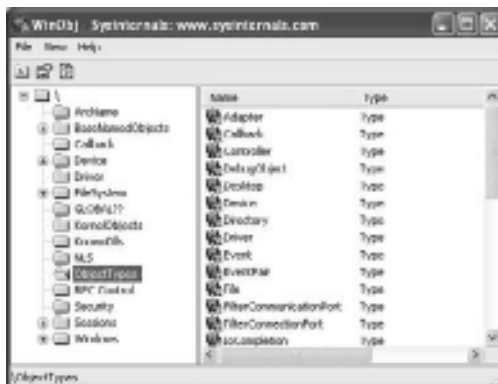 WinObj - Sysinternals: www.sysinternals.com
File View Help
\
ArcName
BaseNamedObjects
Callback
Device
Driver
FileSystem
GLOBAL??
KernelObjects
KnownDlls
NLS
ObjectTypes
RPC Control
Security
Sessions
Windows
Name Type
Adapter Type
Callback Type
Controller Type
DebugObject Type
Desktop Type
Device Type
Directory Type
Driver Type
Event Type
EventPair Type
File Type
FilterCommunicationPort Type
FilterConnectionPort Type
IoCompletion Type
\ObjectTypes